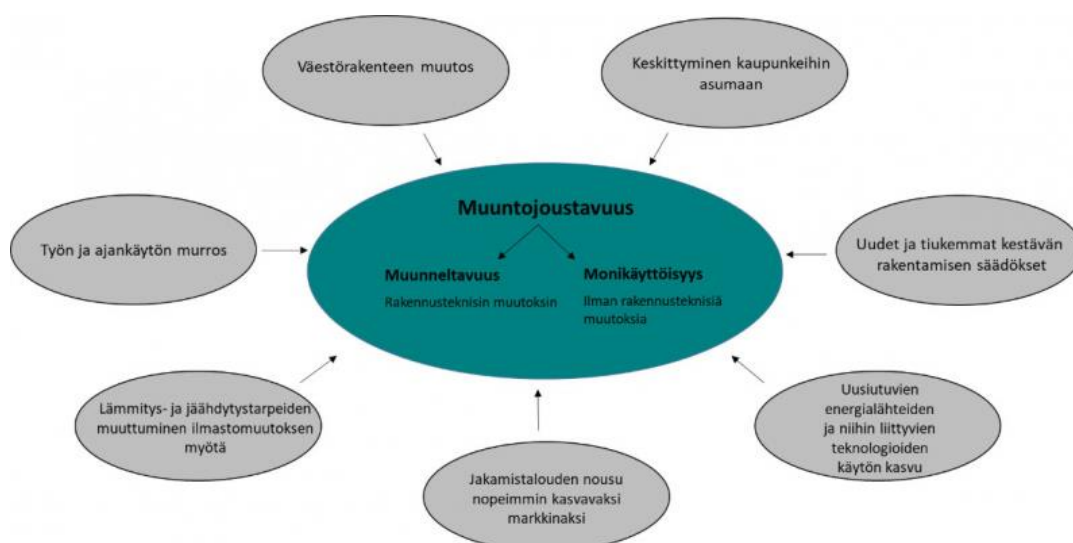 Väestörakenteen muutos
Keskittyminen kaupunkeihin
asumaan
Muuntojoustavuus
Työn ja ajankäytön murros
Uudet ja tiukemmat kestävän
rakentamisen säädökset
Muunneltavuus
Rakennusteknisin muutoksin
Monikäyttöisyys
Ilman rakennusteknisiä
muutoksia
Lämmitys- ja jäähdytystarpeiden
muuttuminen ilmastomuutoksen
myötä
Uusiutuvien
energialähteiden
ja niihin liittyvien
teknologioiden
käytön kasvu
Jakamistalouden nousu
nopeimmin kasvavaksi
markkinaksi